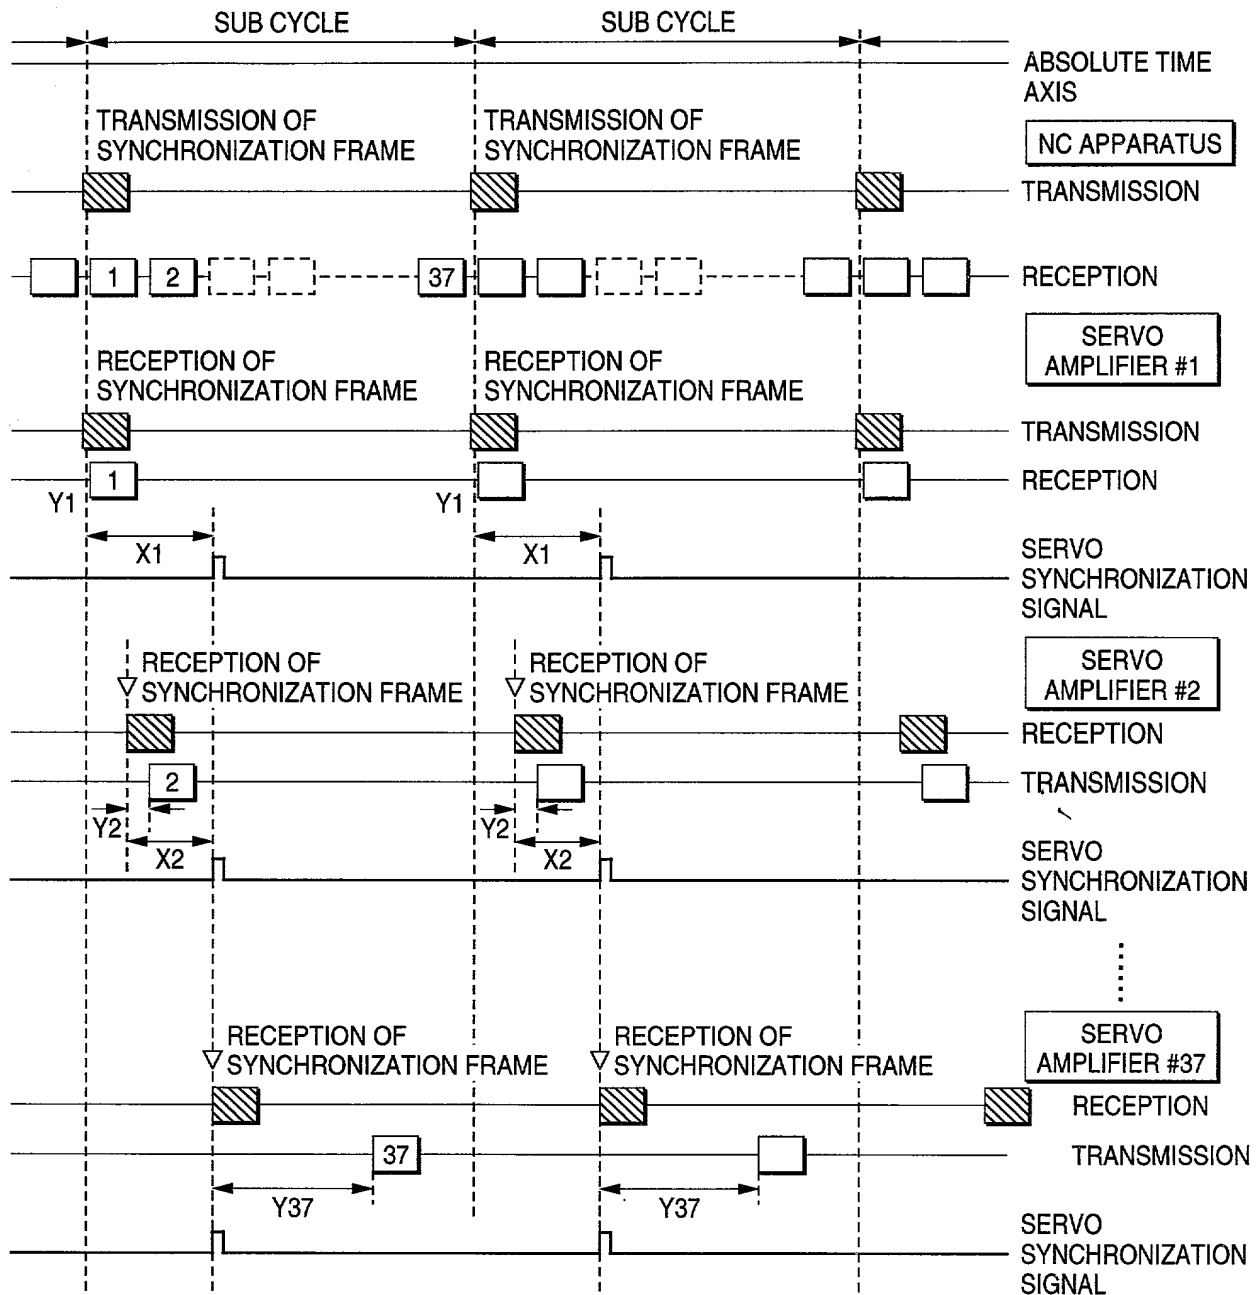 SUB CYCLE
SUB CYCLE
ABSOLUTE TIME
AXIS
TRANSMISSION OF
SYNCHRONIZATION FRAME
TRANSMISSION OF
SYNCHRONIZATION FRAME
NC APPARATUS
TRANSMISSION
1
2
37
RECEPTION
SERVO
AMPLIFIER #1
RECEPTION OF
SYNCHRONIZATION FRAME
RECEPTION OF
SYNCHRONIZATION FRAME
TRANSMISSION
1
RECEPTION
Y1
Y1
X1
X1
SERVO
SYNCHRONIZATION
SIGNAL
RECEPTION OF
SYNCHRONIZATION FRAME
RECEPTION OF
SYNCHRONIZATION FRAME
SERVO
AMPLIFIER #2
RECEPTION
2
TRANSMISSION
Y2
Y2
X2
X2
SERVO
SYNCHRONIZATION
SIGNAL
RECEPTION OF
SYNCHRONIZATION FRAME
RECEPTION OF
SYNCHRONIZATION FRAME
SERVO
AMPLIFIER #37
RECEPTION
37
TRANSMISSION
Y37
Y37
SERVO
SYNCHRONIZATION
SIGNAL